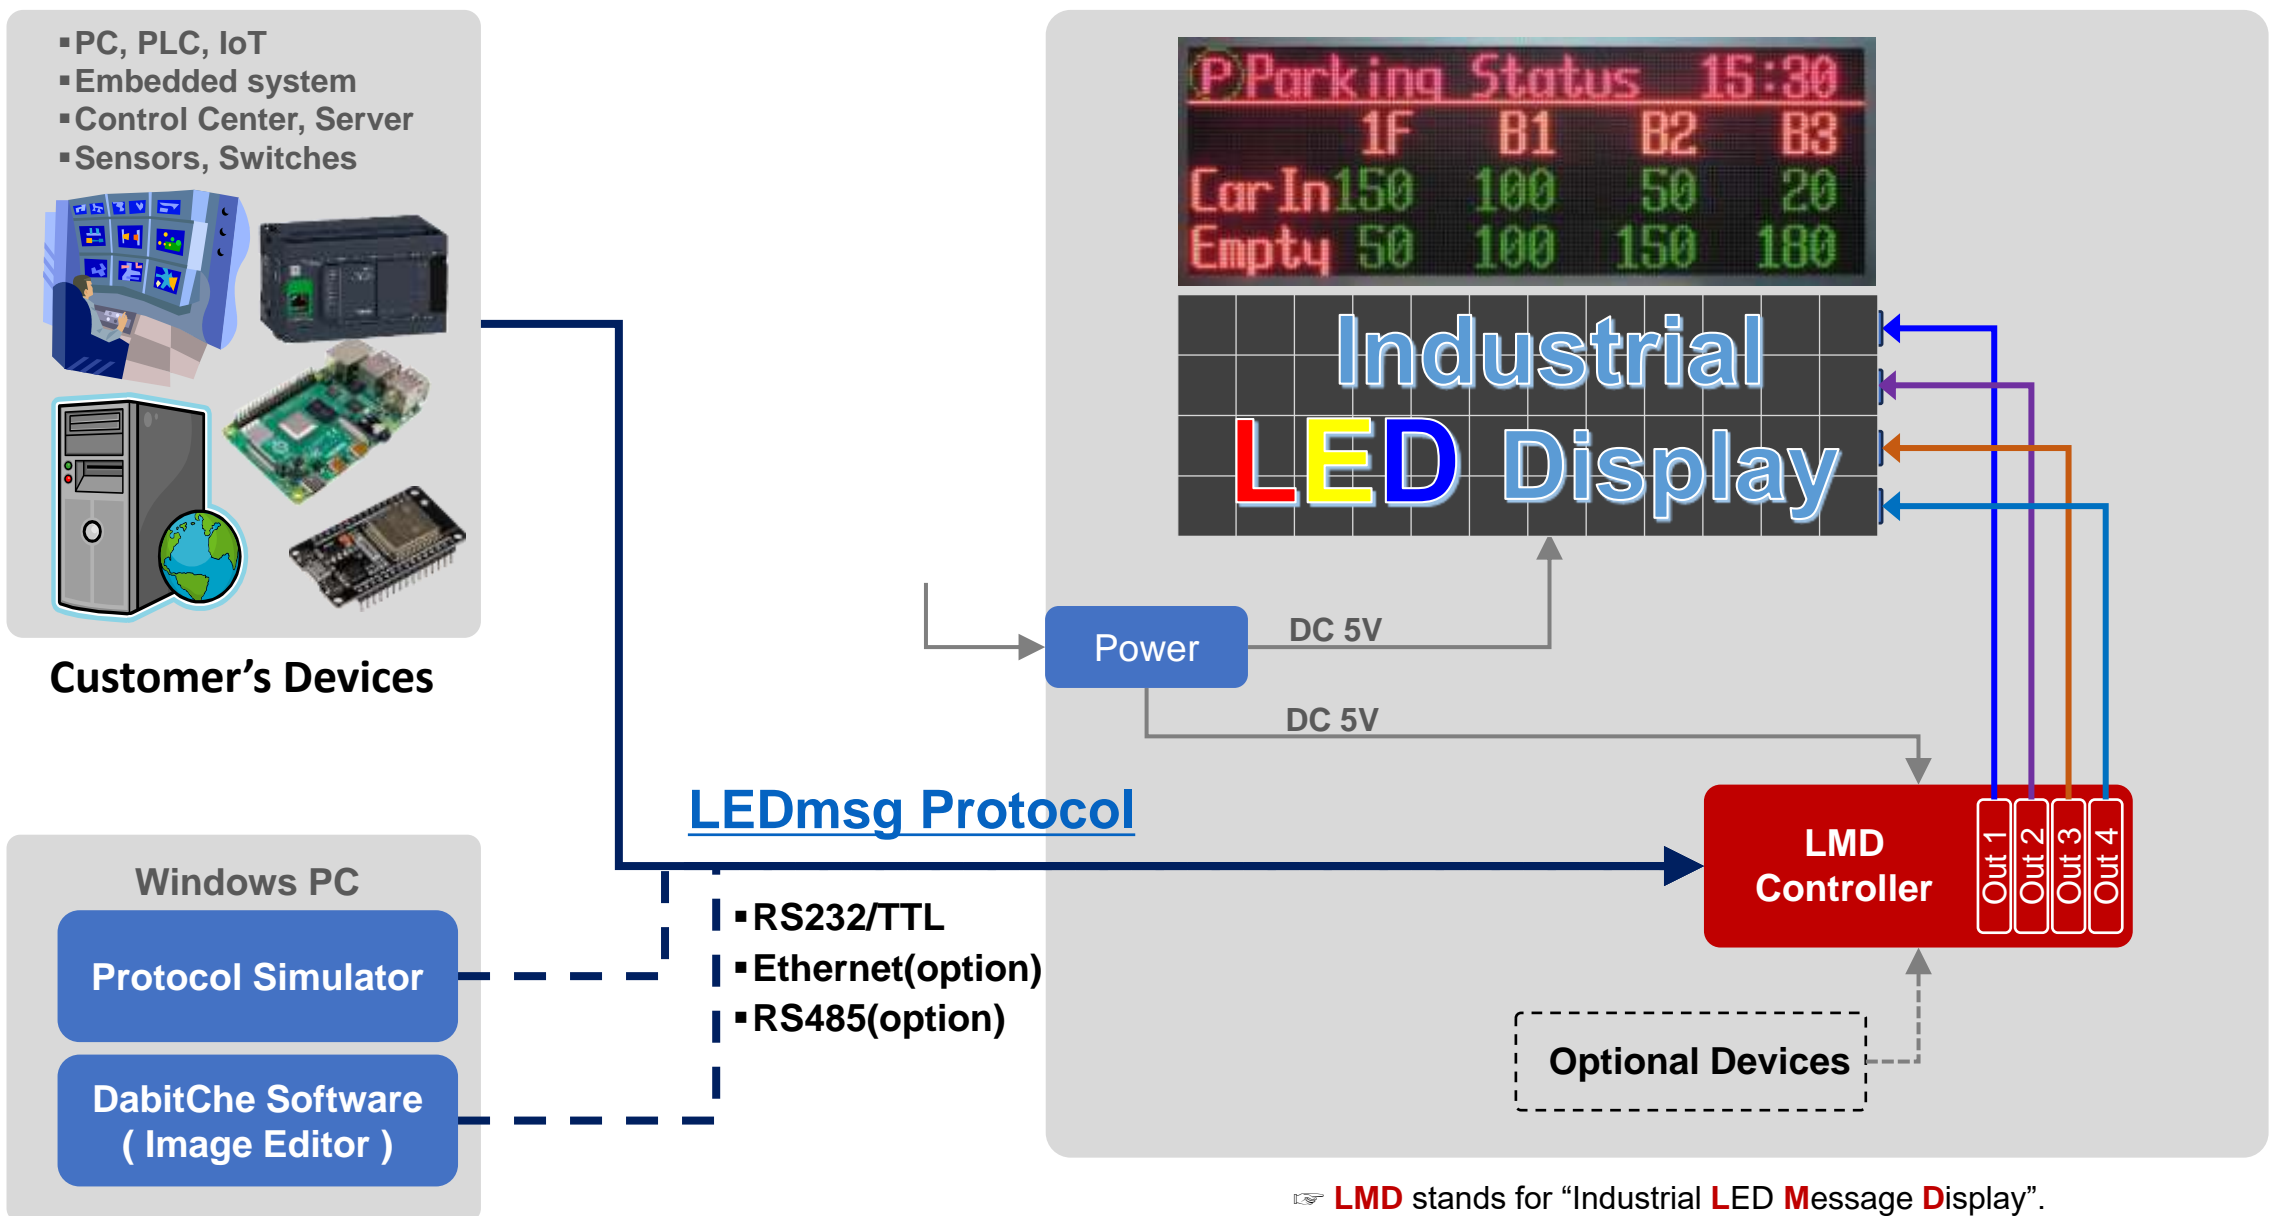 ▪PC, PLC, IoT
▪Embedded system
▪Control Center, Server
▪Sensors, Switches
Customer’s Devices
Windows PC
Protocol Simulator
DabitChe Software
( Image Editor )
LEDmsg Protocol
▪RS232/TTL
▪Ethernet(option)
▪RS485(option)
P Parking Status 15:30
1F B1 B2 B3
Car In 150 100 50 20
Empty 50 100 150 180
Industrial
LED Display
Power
DC 5V
DC 5V
LMD
Controller
Out 1
Out 2
Out 3
Out 4
Optional Devices
☞ LMD stands for “Industrial LED Message Display”.